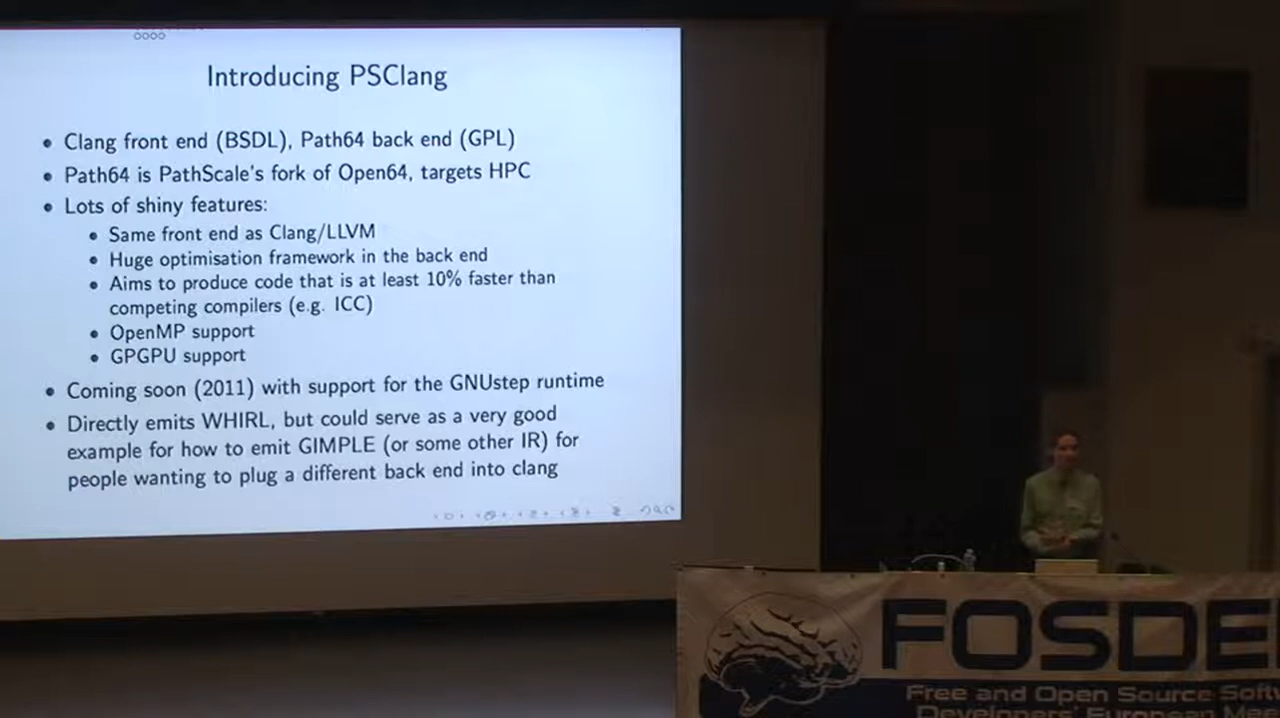 Introducing PSClang
• Clang front end (BSDL), Path64 back end (GPL)
• Path64 is PathScale's fork of Open64, targets HPC
• Lots of shiny features:
• Same front end as Clang/LLVM
• Huge optimisation framework in the back end
• Aims to produce code that is at least 10% faster than
competing compilers (e.g. ICC)
• OpenMP support
• GPGPU support
• Coming soon (2011) with support for the GNUstep runtime
• Directly emits WHIRL, but could serve as a very good
example for how to emit GIMPLE (or some other IR) for
people wanting to plug a different back end into clang
FOSDE
Free and Open Source Softw
Developers' European Mee